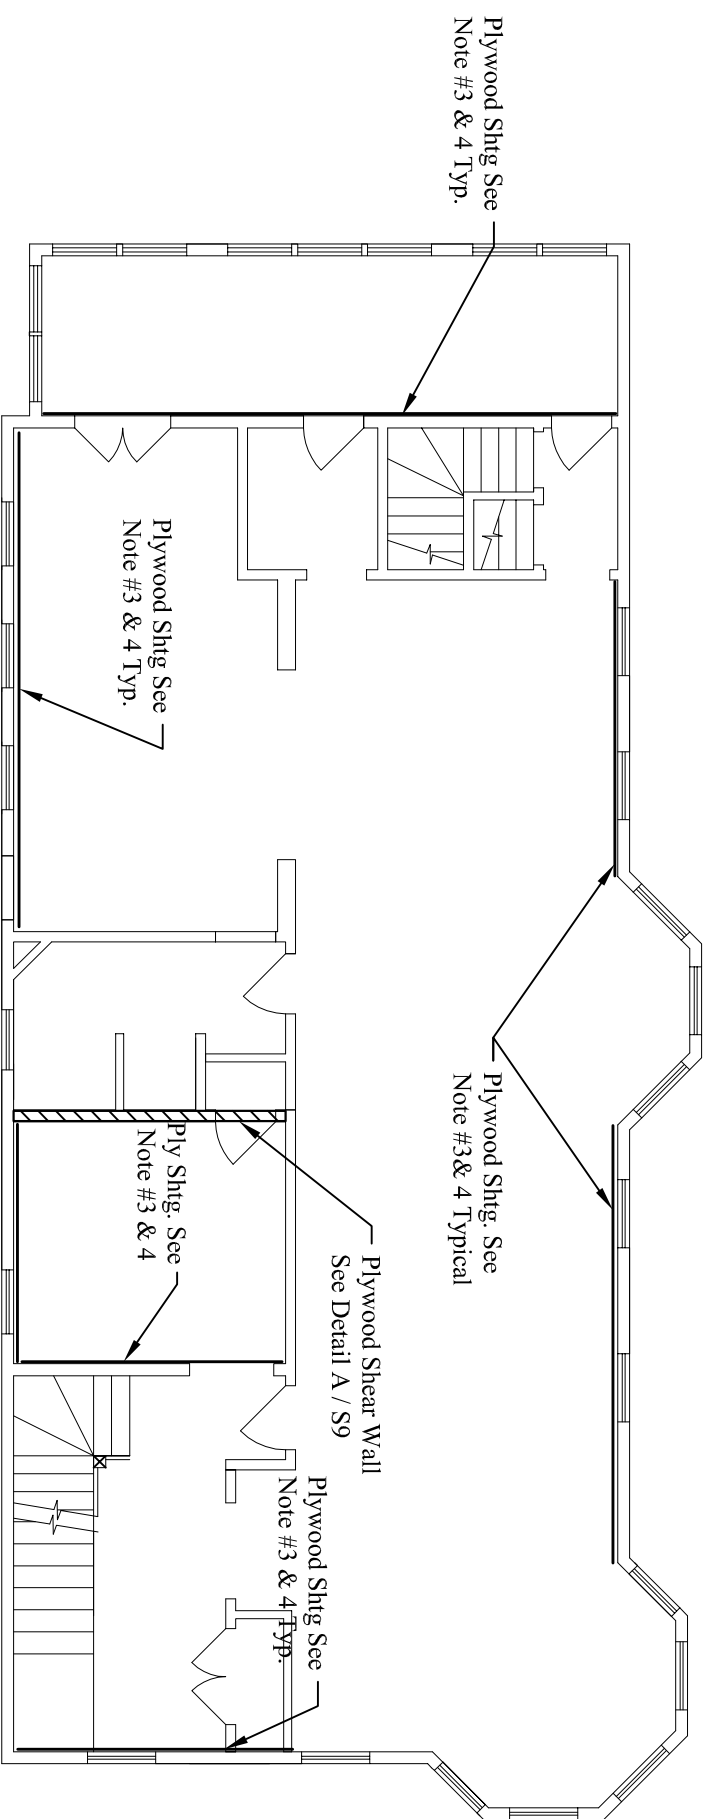 Plywood Shtg See
Note #3 & 4 Typ.
Plywood Shtg See
Note #3 & 4 Typ.
Plywood Shtg. See
Note #3& 4 Typical
Ply Shtg. See
Note #3 & 4
Plywood Shear Wall
See Detail A / S9
Plywood Shtg See
Note #3 & 4 Typ.